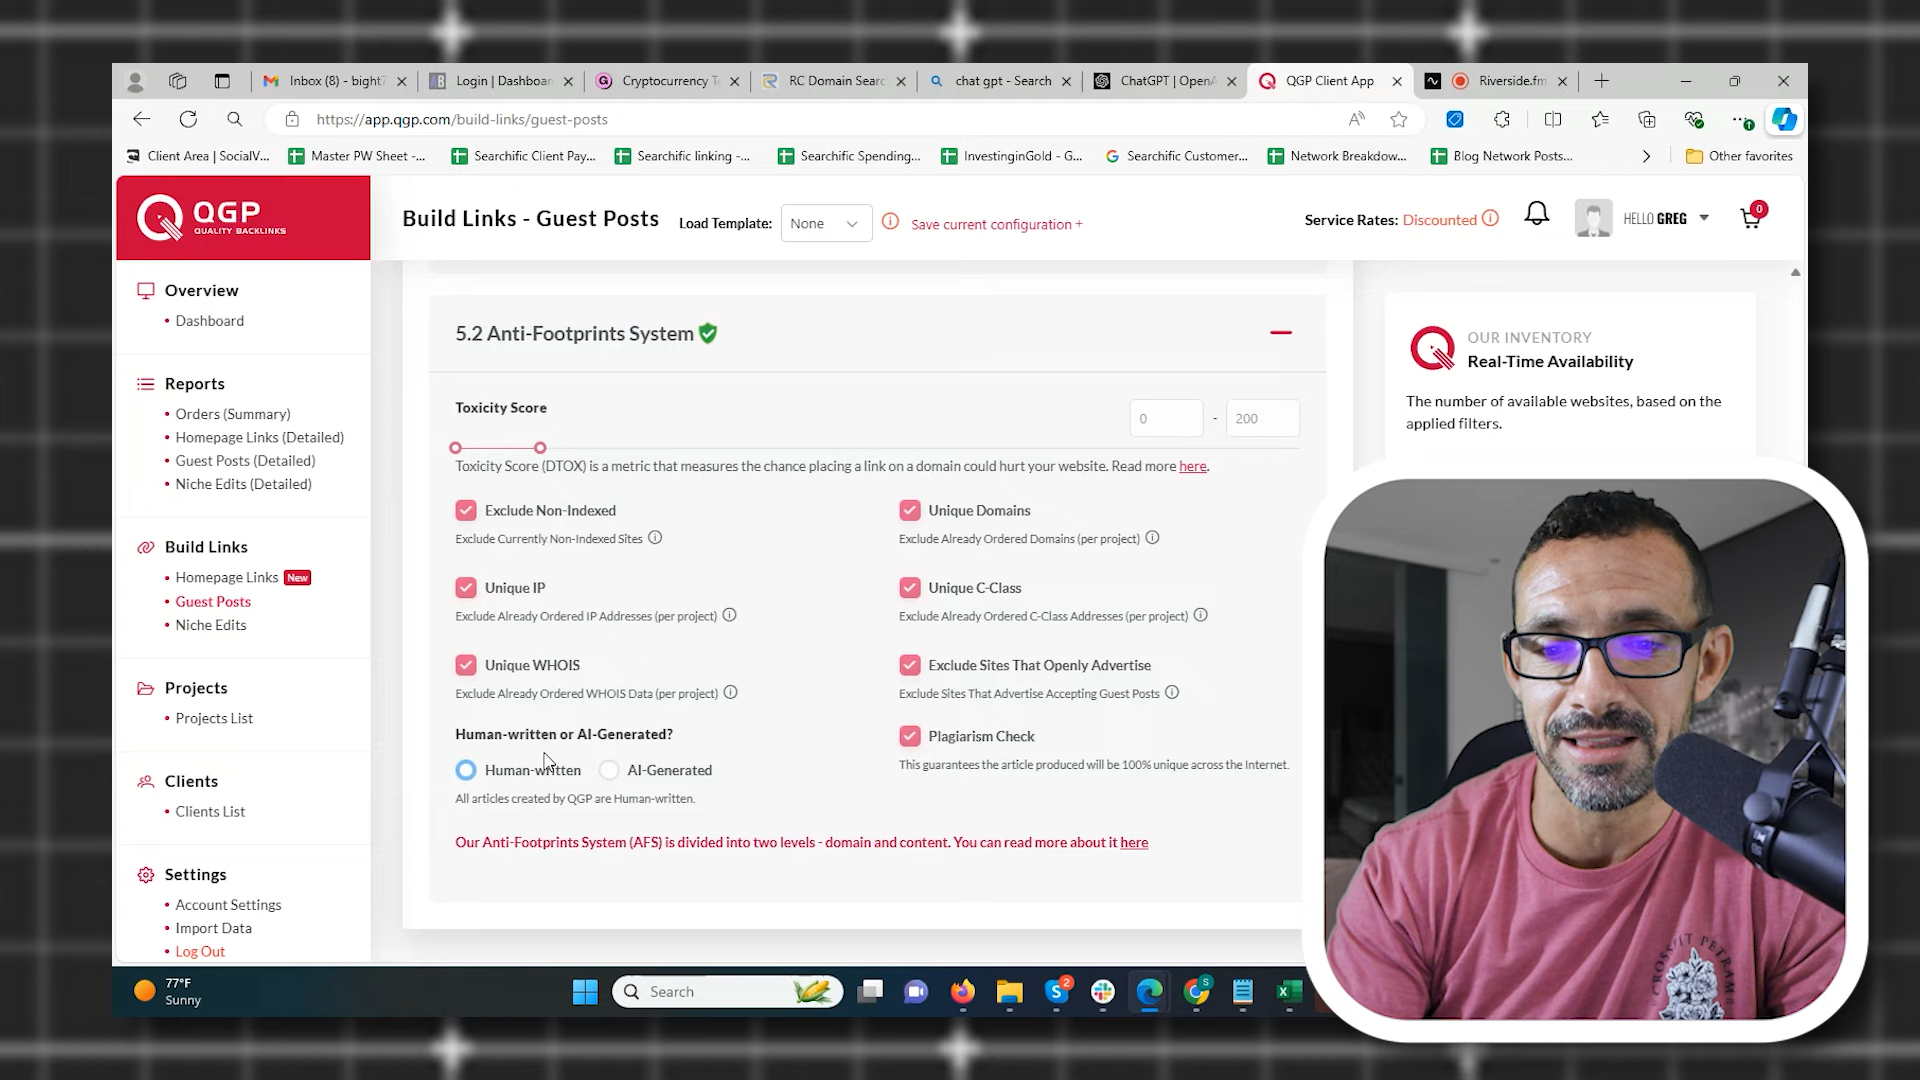 Inbox (8) - bight7
Login | Dashboar
Cryptocurrency Te
RC Domain Searc
chat gpt - Search
ChatGPT | OpenA
QGP Client App
Riverside.fm
https://app.qgp.com/build-links/guest-posts
Client Area | SocialV...
Master PW Sheet -...
Searchific Client Pay...
Searchific linking -...
Searchific Spending...
InvestinginGold - G...
Searchific Customer...
Network Breakdow...
Blog Network Posts...
Other favorites
QGP
QUALITY BACKLINKS
Build Links - Guest Posts
Load Template:
None
Save current configuration +
Service Rates: Discounted
HELLO GREG
0
Overview
Dashboard
Reports
Orders (Summary)
Homepage Links (Detailed)
Guest Posts (Detailed)
Niche Edits (Detailed)
Build Links
Homepage Links New
Guest Posts
Niche Edits
Projects
Projects List
Clients
Clients List
Settings
Account Settings
Import Data
Log Out
5.2 Anti-Footprints System
Toxicity Score
0 - 200
Toxicity Score (DTOX) is a metric that measures the chance placing a link on a domain could hurt your website. Read more here.
Exclude Non-Indexed
Exclude Currently Non-Indexed Sites
Unique Domains
Exclude Already Ordered Domains (per project)
Unique IP
Exclude Already Ordered IP Addresses (per project)
Unique C-Class
Exclude Already Ordered C-Class Addresses (per project)
Unique WHOIS
Exclude Already Ordered WHOIS Data (per project)
Exclude Sites That Openly Advertise
Exclude Sites That Advertise Accepting Guest Posts
Human-written or AI-Generated?
Human-written
AI-Generated
All articles created by QGP are Human-written.
Plagiarism Check
This guarantees the article produced will be 100% unique across the Internet.
Our Anti-Footprints System (AFS) is divided into two levels - domain and content. You can read more about it here
OUR INVENTORY
Real-Time Availability
The number of available websites, based on the
applied filters.
CROSSFIT PETRAM
77°F
Sunny
Search
2
S